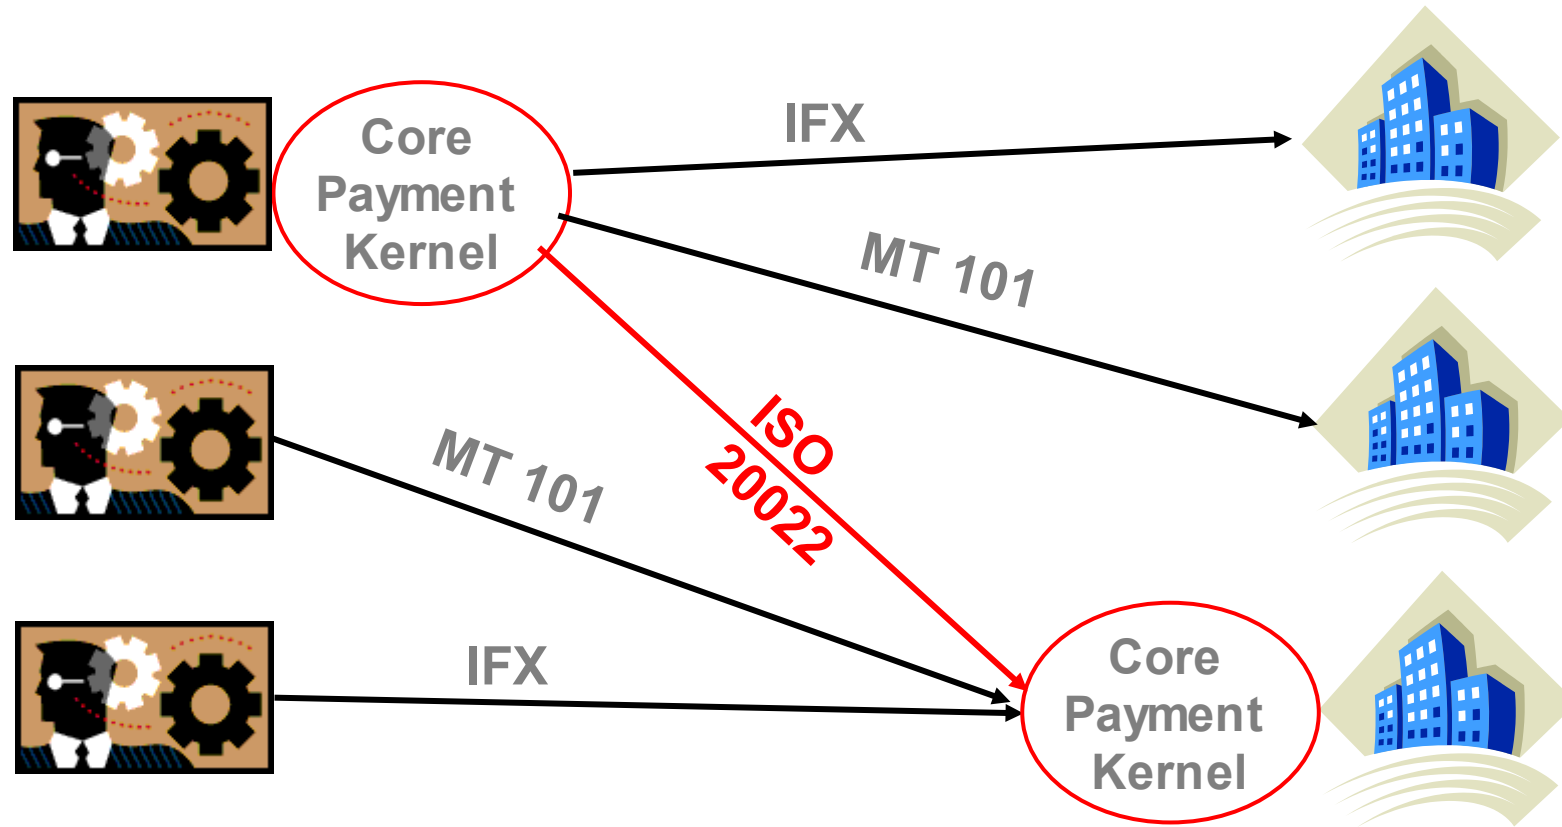 Core
Payment
Kernel
IFX
MT 101
ISO
20022
MT 101
IFX
Core
Payment
Kernel